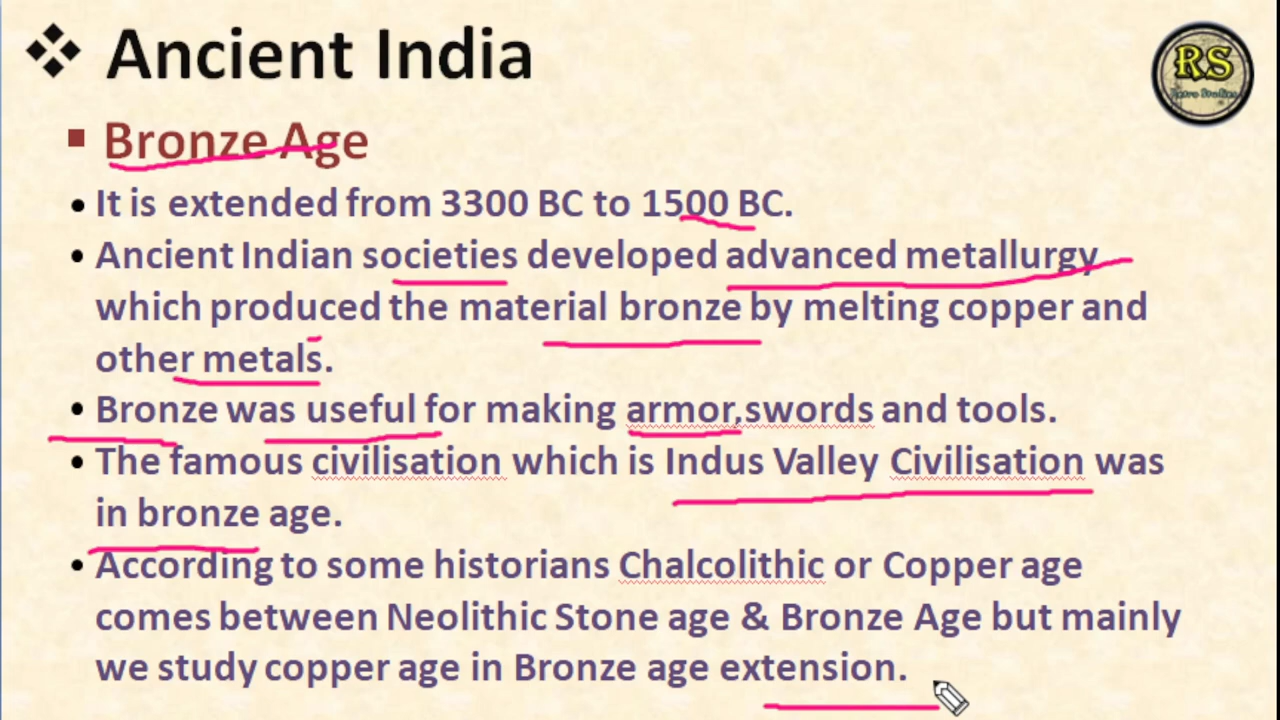 Ancient India
RS
Retro Studies
Bronze Age
It is extended from 3300 BC to 1500 BC.
Ancient Indian societies developed advanced metallurgy
which produced the material bronze by melting copper and
other metals.
Bronze was useful for making armor,swords and tools.
The famous civilisation which is Indus Valley Civilisation was
in bronze age.
According to some historians Chalcolithic or Copper age
comes between Neolithic Stone age & Bronze Age but mainly
we study copper age in Bronze age extension.